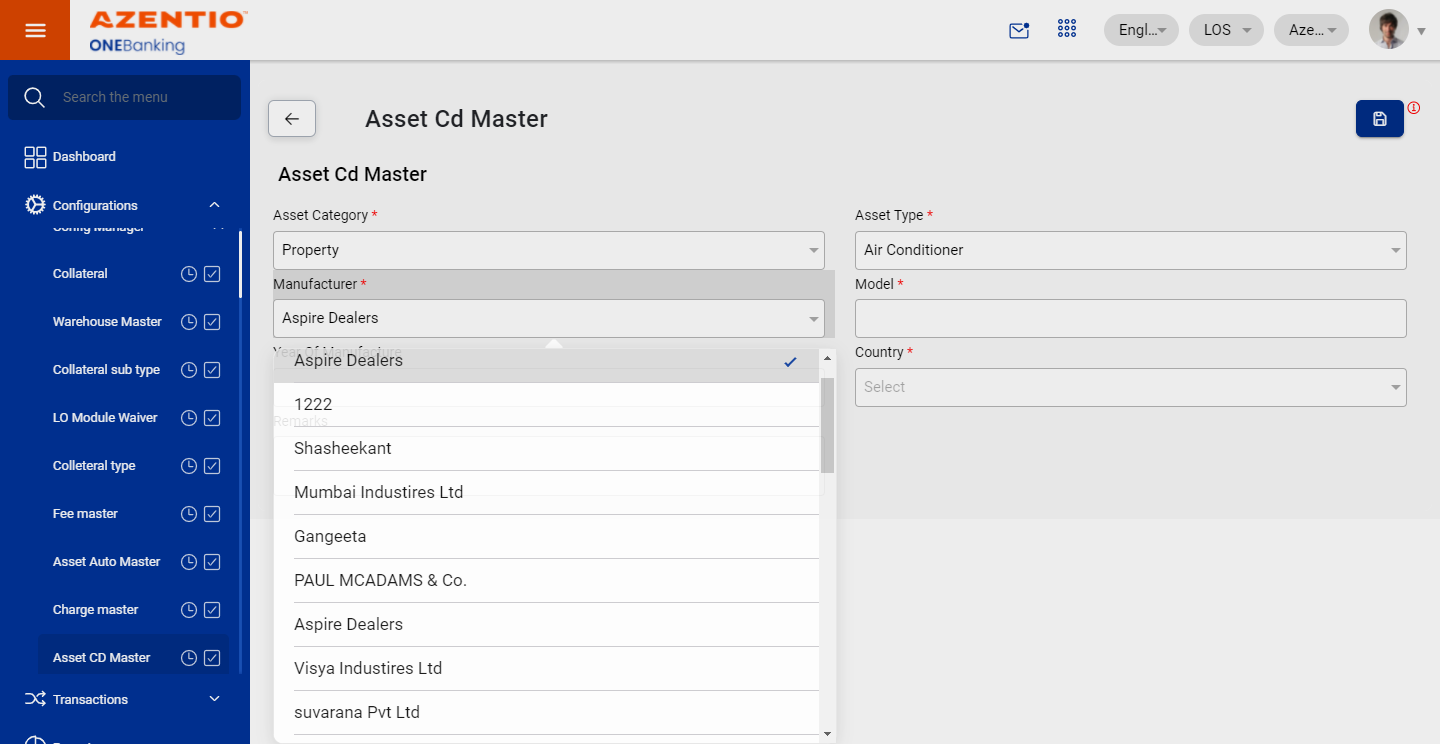 AZENTIO
ONEBanking
Engl...
LOS
Aze...
Search the menu
Dashboard
Configurations
Config Manager
Collateral
Warehouse Master
Collateral sub type
LO Module Waiver
Colleteral type
Fee master
Asset Auto Master
Charge master
Asset CD Master
Transactions
Asset Cd Master
Asset Cd Master
Asset Category *
Asset Type *
Property
Air Conditioner
Manufacturer *
Model *
Aspire Dealers
Year Of Manufacture
Country *
Select
Remarks
Aspire Dealers
1222
Shasheekant
Mumbai Industires Ltd
Gangeeta
PAUL MCADAMS & Co.
Aspire Dealers
Visya Industires Ltd
suvarana Pvt Ltd